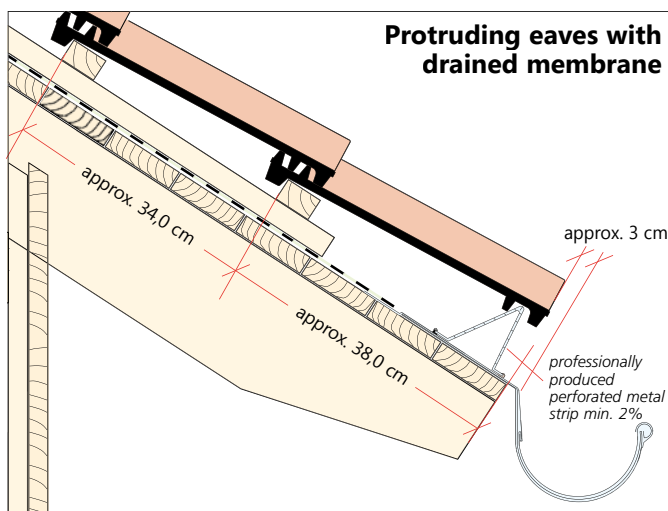 Protruding eaves with
drained membrane
approx. 34,0 cm
approx. 3 cm
approx. 38,0 cm
professionally
produced
perforated metal
strip min. 2%